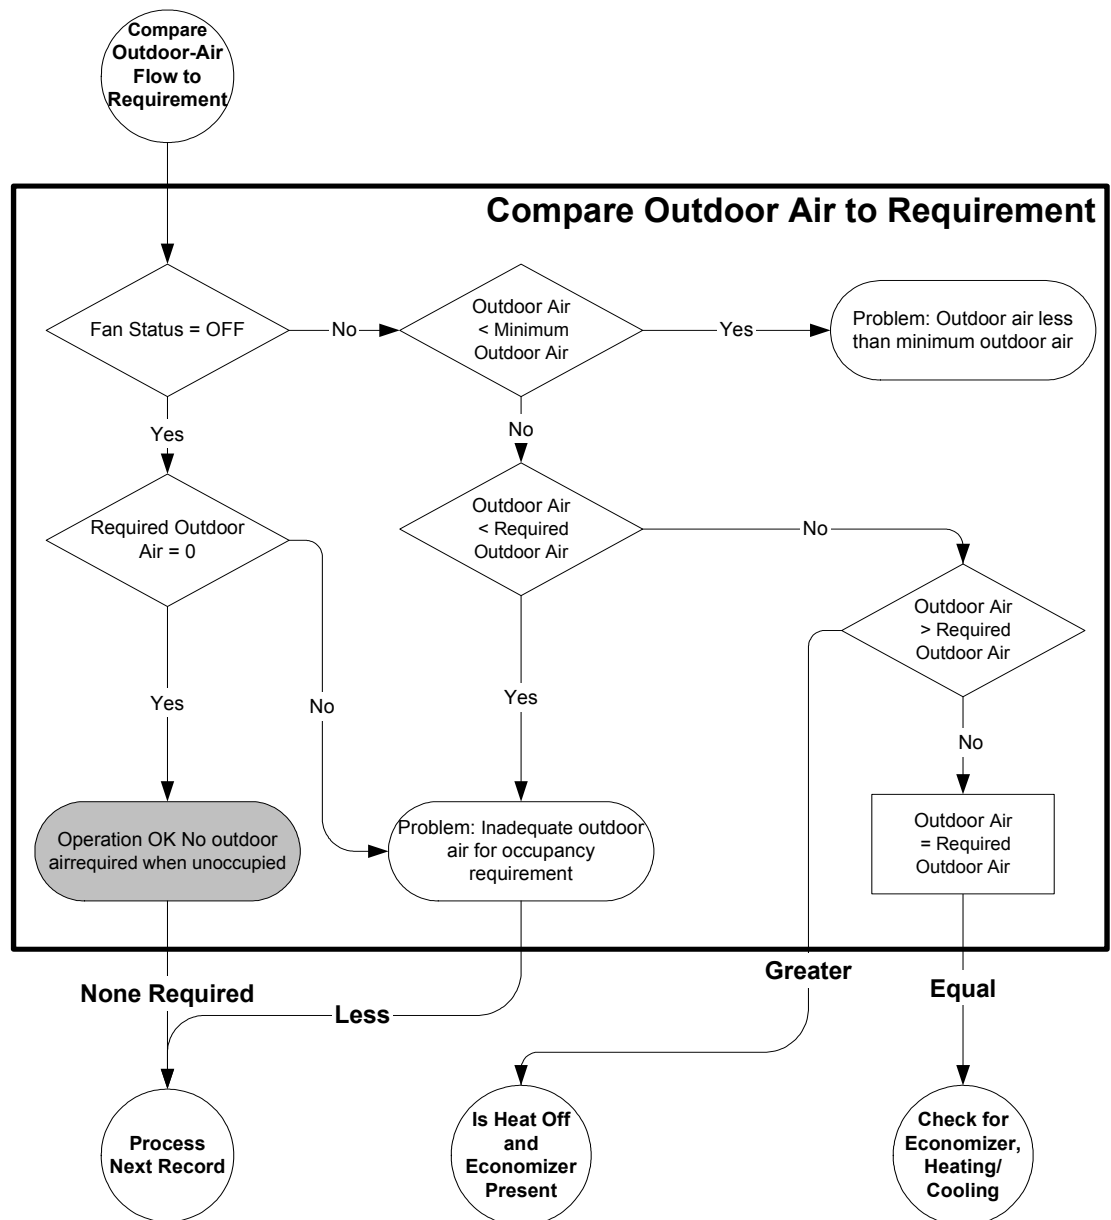 Compare
Outdoor-Air
Flow to
Requirement
Compare Outdoor Air to Requirement
Fan Status = OFF
No
Outdoor Air
< Minimum
Outdoor Air
Yes
Problem: Outdoor air less
than minimum outdoor air
Yes
No
Required Outdoor
Air = 0
Outdoor Air
< Required
Outdoor Air
No
Outdoor Air
> Required
Outdoor Air
Yes
No
Yes
No
Operation OK No outdoor
airrequired when unoccupied
Problem: Inadequate outdoor
air for occupancy
requirement
Outdoor Air
= Required
Outdoor Air
None Required
Less
Greater
Equal
Process
Next Record
Is Heat Off
and
Economizer
Present
Check for
Economizer,
Heating/
Cooling